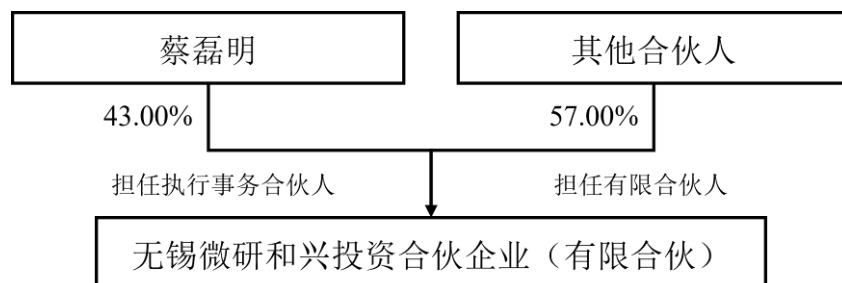 蔡磊明
其他合伙人
43.00%
57.00%
担任执行事务合伙人
担任有限合伙人
无锡微研和兴投资合伙企业（有限合伙）